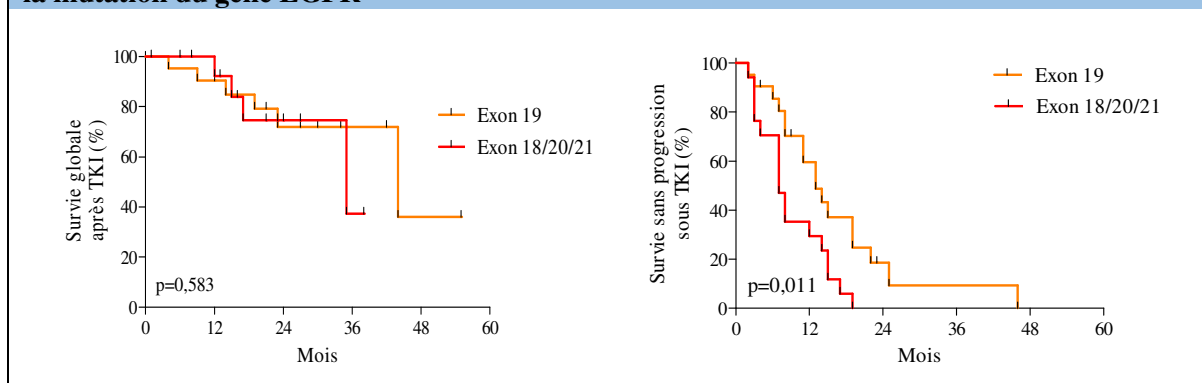 la mutation du gène EGFR
100
80
60
40
20
0
Survie globale
après TKI (%)
Exon 19
Exon 18/20/21
p=0,583
0 12 24 36 48 60
Mois
100
80
60
40
20
0
Survie sans progression
sous TKI (%)
Exon 19
Exon 18/20/21
p=0,011
0 12 24 36 48 60
Mois